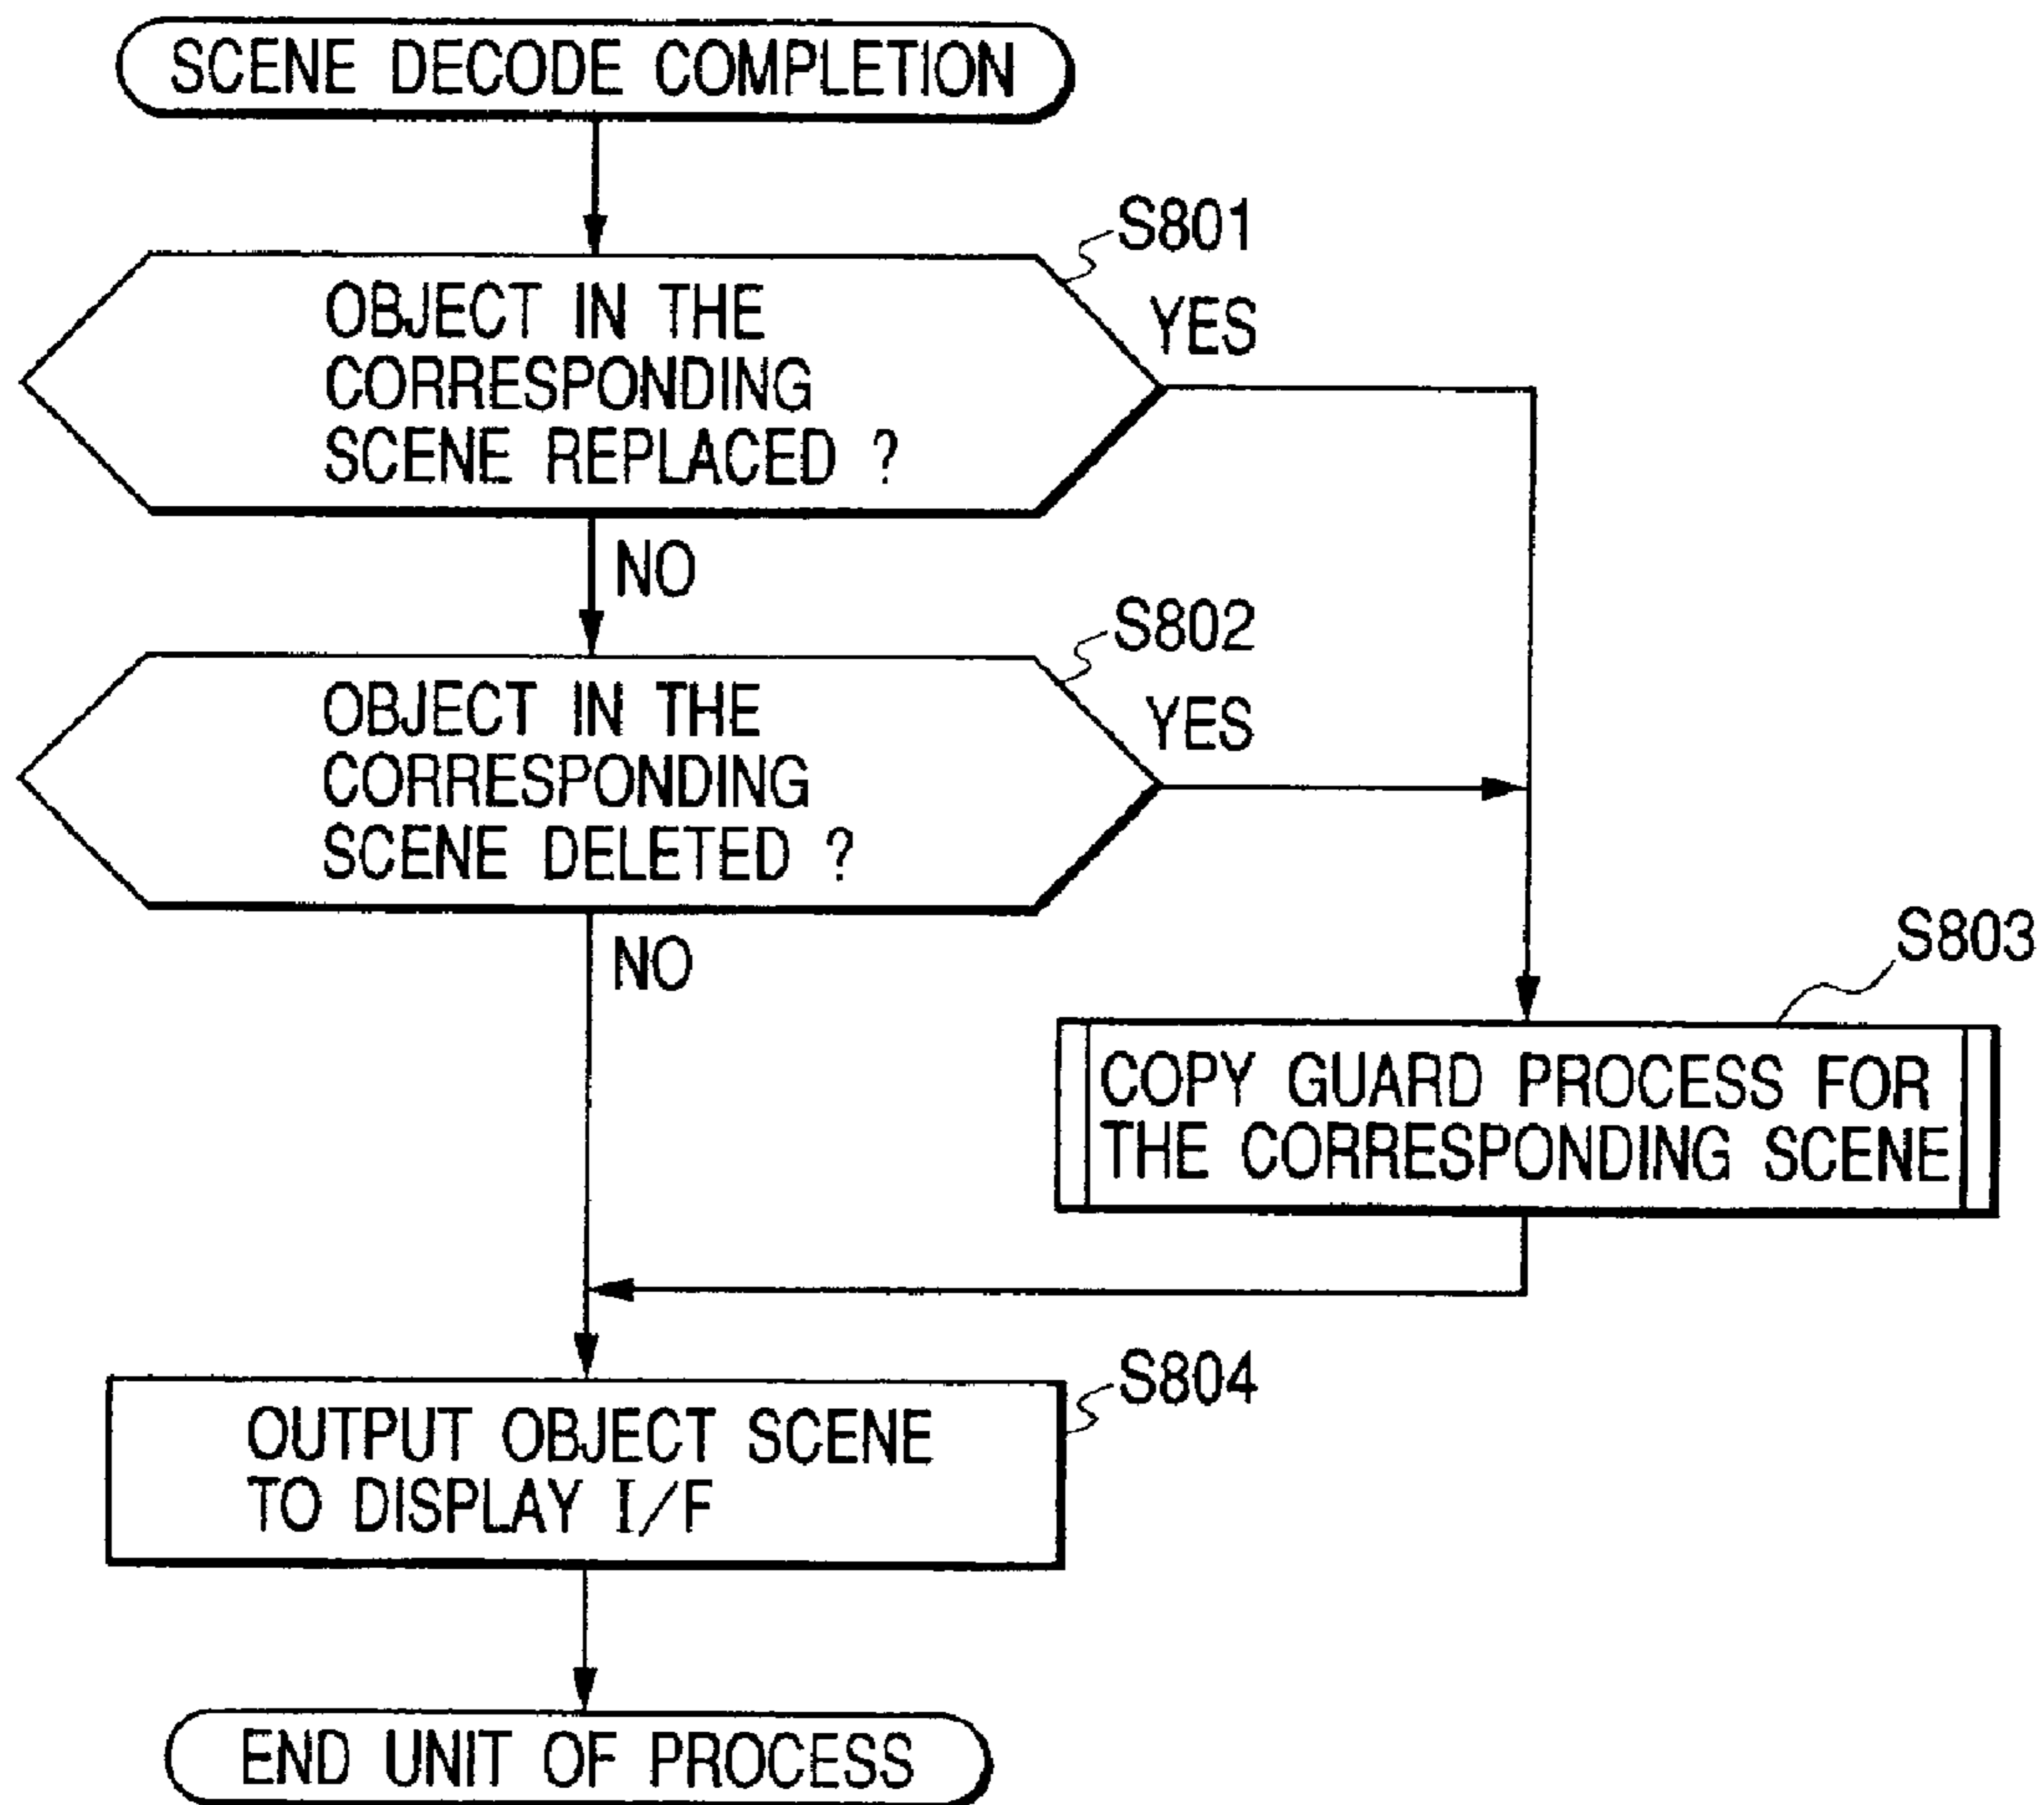 SCENE DECODE COMPLETION
S801
OBJECT IN THE
CORRESPONDING
SCENE REPLACED ?
YES
NO
S802
OBJECT IN THE
CORRESPONDING
SCENE DELETED ?
YES
NO
S803
COPY GUARD PROCESS FOR
THE CORRESPONDING SCENE
S804
OUTPUT OBJECT SCENE
TO DISPLAY I/F
END UNIT OF PROCESS